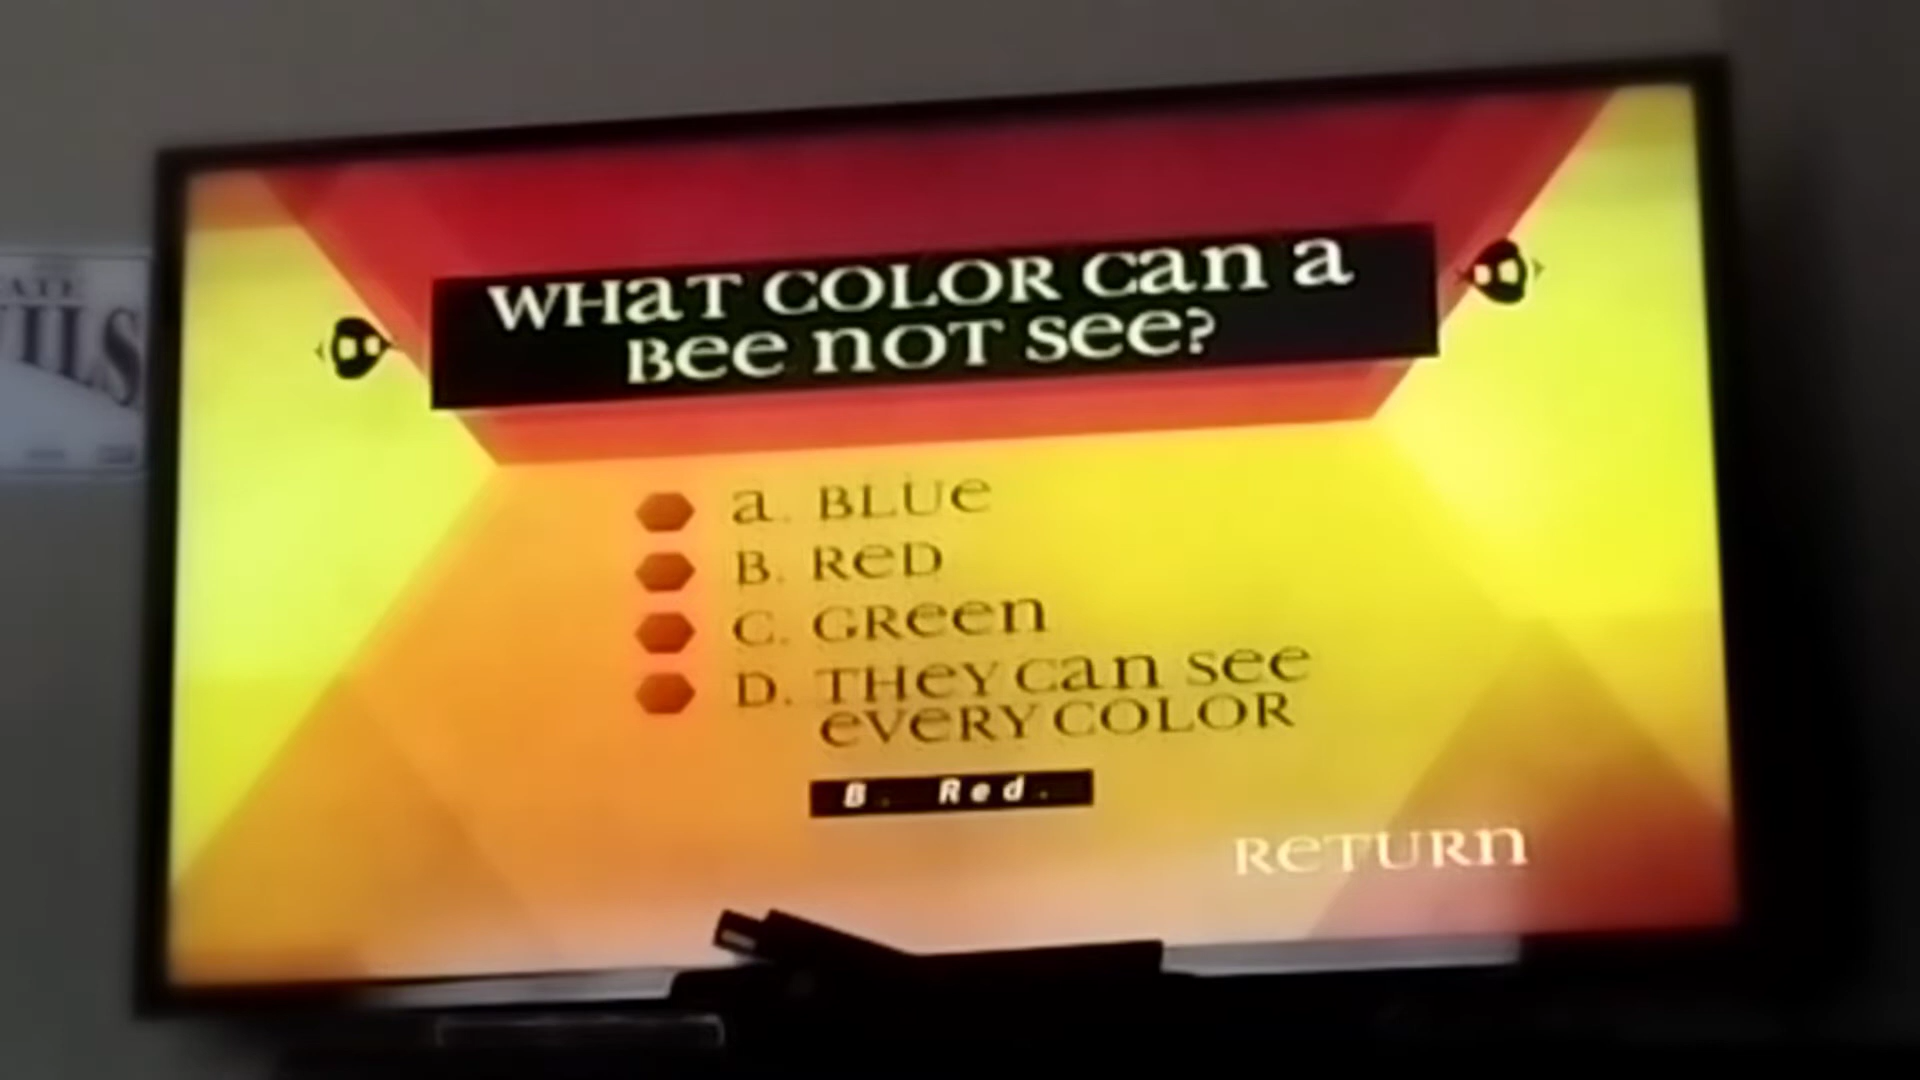 WHaT COLOR can a
Bee nOT see?
a. BLUe
B. ReD
C. GReen
D. THeY can see
eVeRY COLOR
B. Red.
ReTURn